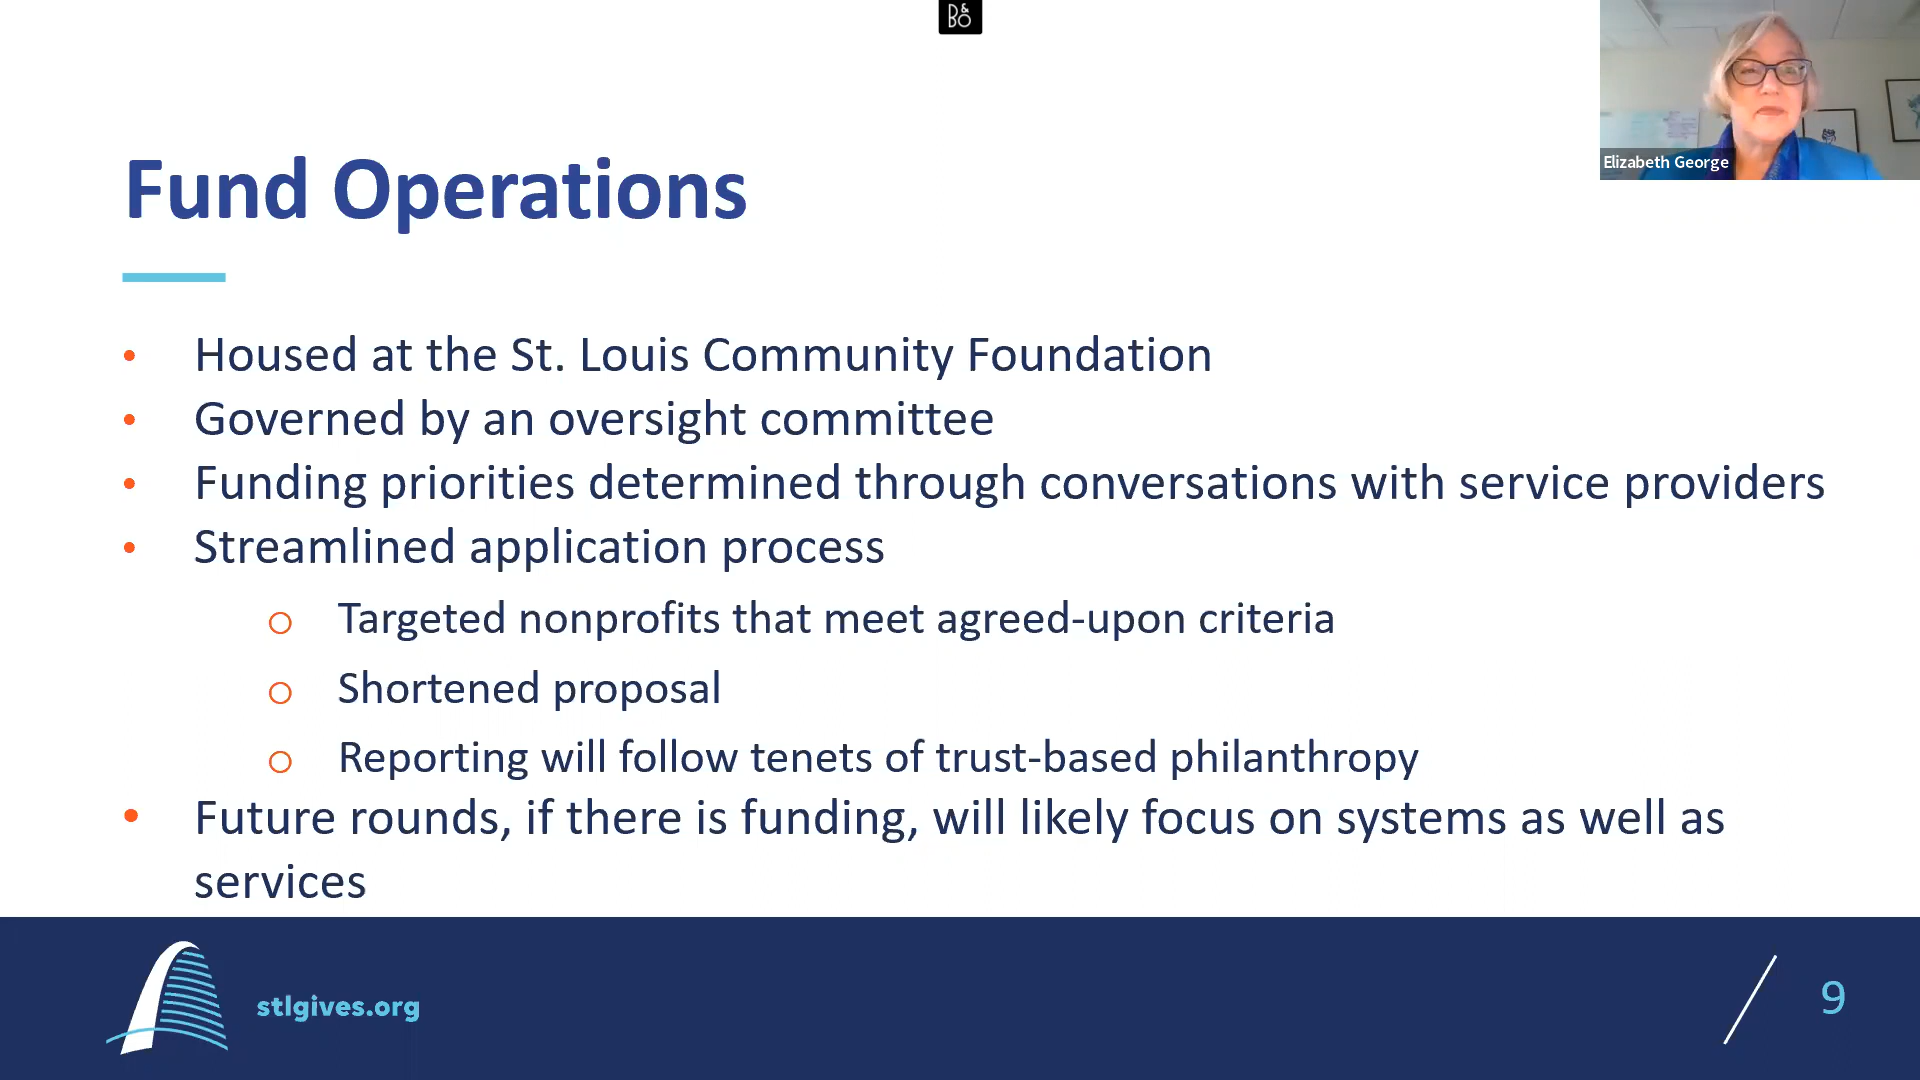 B&O
Elizabeth George
Fund Operations
• Housed at the St. Louis Community Foundation
• Governed by an oversight committee
• Funding priorities determined through conversations with service providers
• Streamlined application process
o Targeted nonprofits that meet agreed-upon criteria
o Shortened proposal
o Reporting will follow tenets of trust-based philanthropy
• Future rounds, if there is funding, will likely focus on systems as well as
services
stlgives.org
9